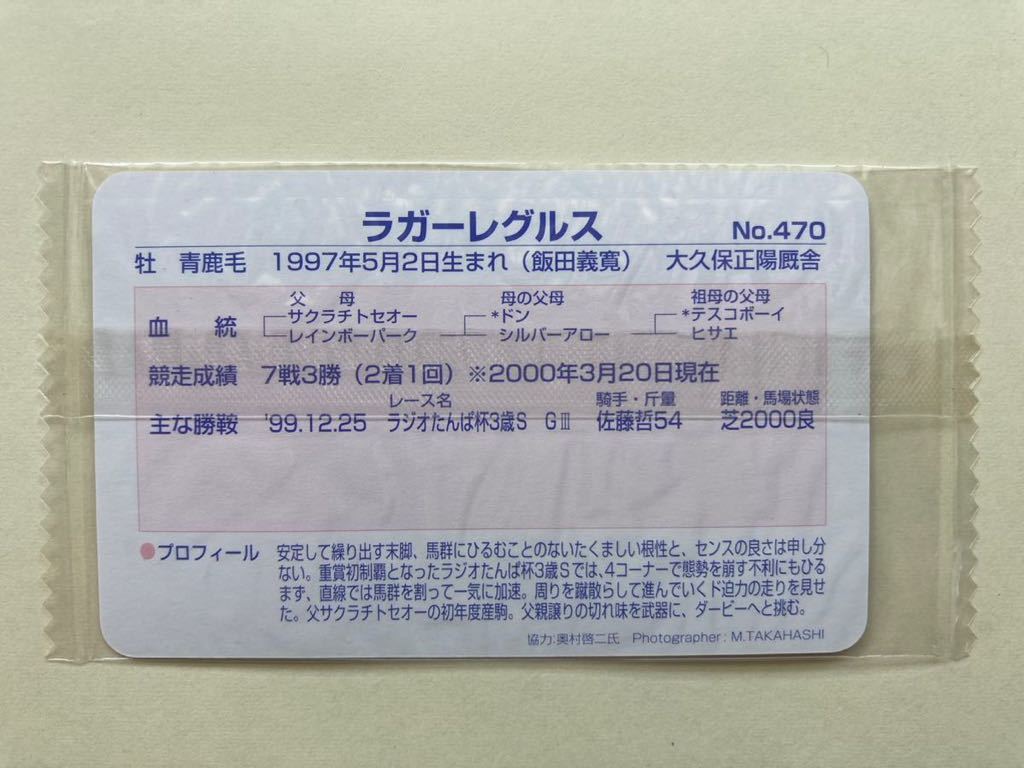 ラガーレグルス No.470
牡 青鹿毛 1997年5月2日生まれ（飯田義寛） 大久保正陽厩舎
父 母 母の父母 祖母の父母
血統 サクラチトセオー *ドン *テスコボーイ
レインボーパーク シルバーアロー ヒサエ
競走成績 7戦3勝（2着1回）※2000年3月20日現在
レース名 騎手・斤量 距離・馬場状態
主な勝鞍 '99.12.25 ラジオたんぱ杯3歳S GⅢ 佐藤哲54 芝2000良
●プロフィール 安定して繰り出す末脚、馬群にひるむことのないたくましい根性と、センスの良さは申し分
ない。重賞初制覇となったラジオたんぱ杯3歳Sでは、4コーナーで態勢を崩す不利にもひる
まず、直線では馬群を割って一気に加速。周りを蹴散らして進んでいくド迫力の走りを見せ
た。父サクラチトセオーの初年度産駒。父親譲りの切れ味を武器に、ダービーへと挑む。
協力:奥村啓二氏 Photographer: M.TAKAHASHI